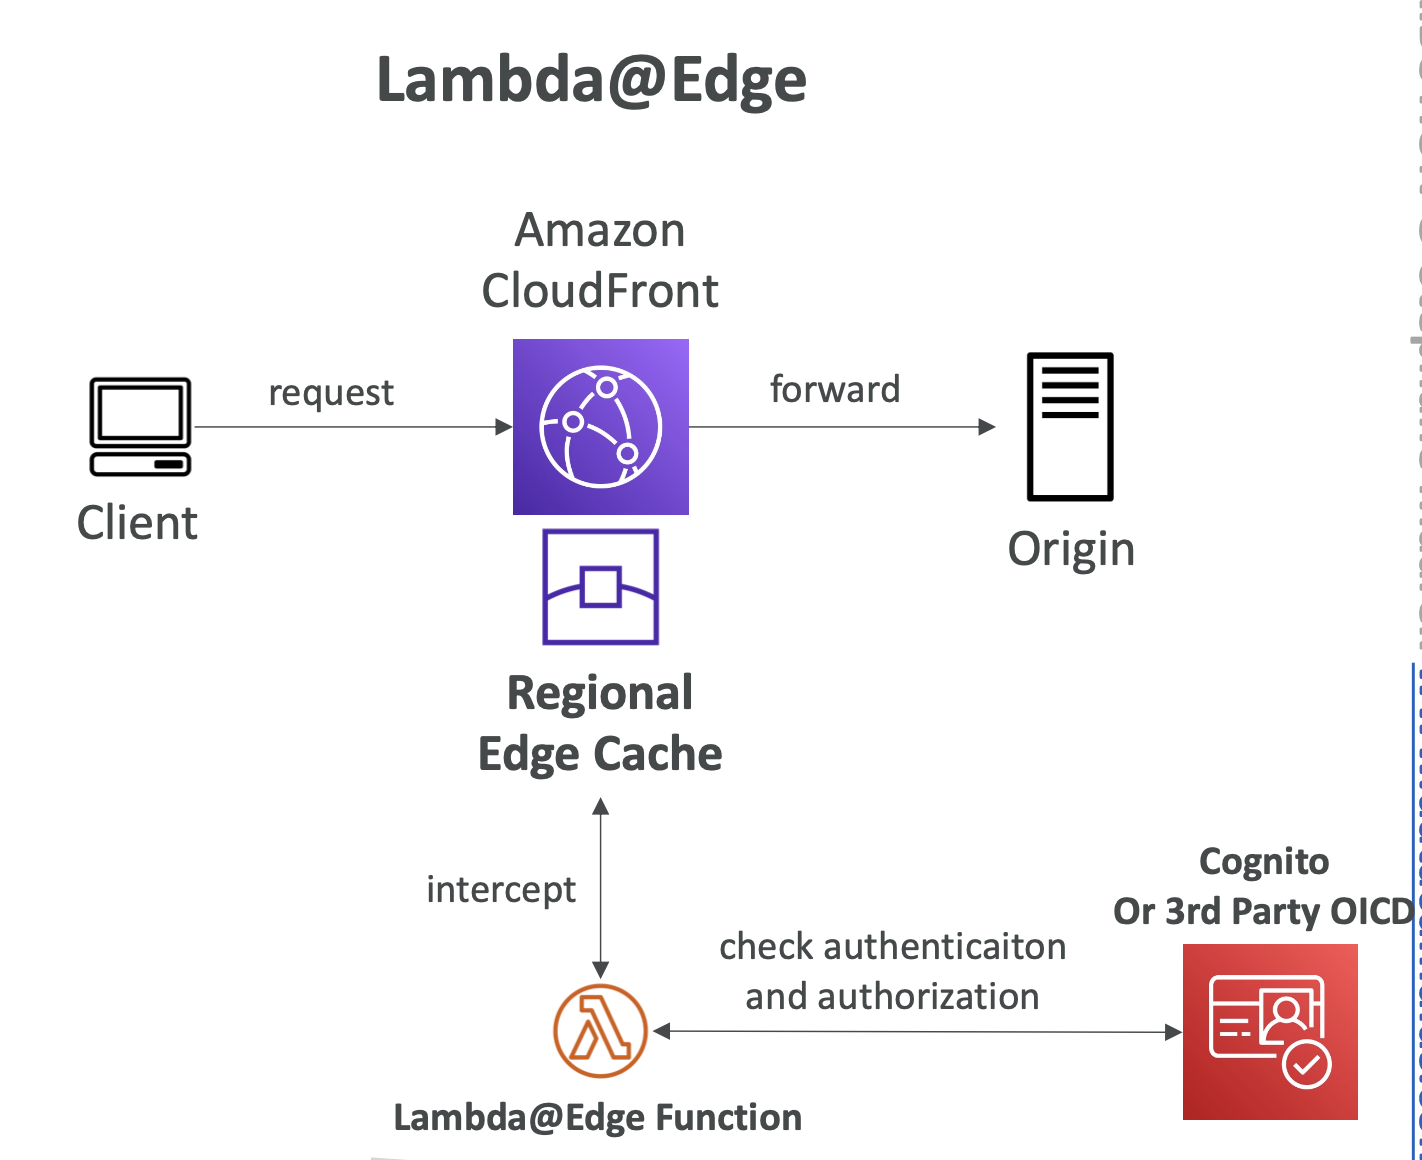 Lambda@Edge
Amazon
CloudFront
request
forward
Client
Origin
Regional
Edge Cache
intercept
Cognito
Or 3rd Party OICD
check authenticaiton
and authorization
Lambda@Edge Function